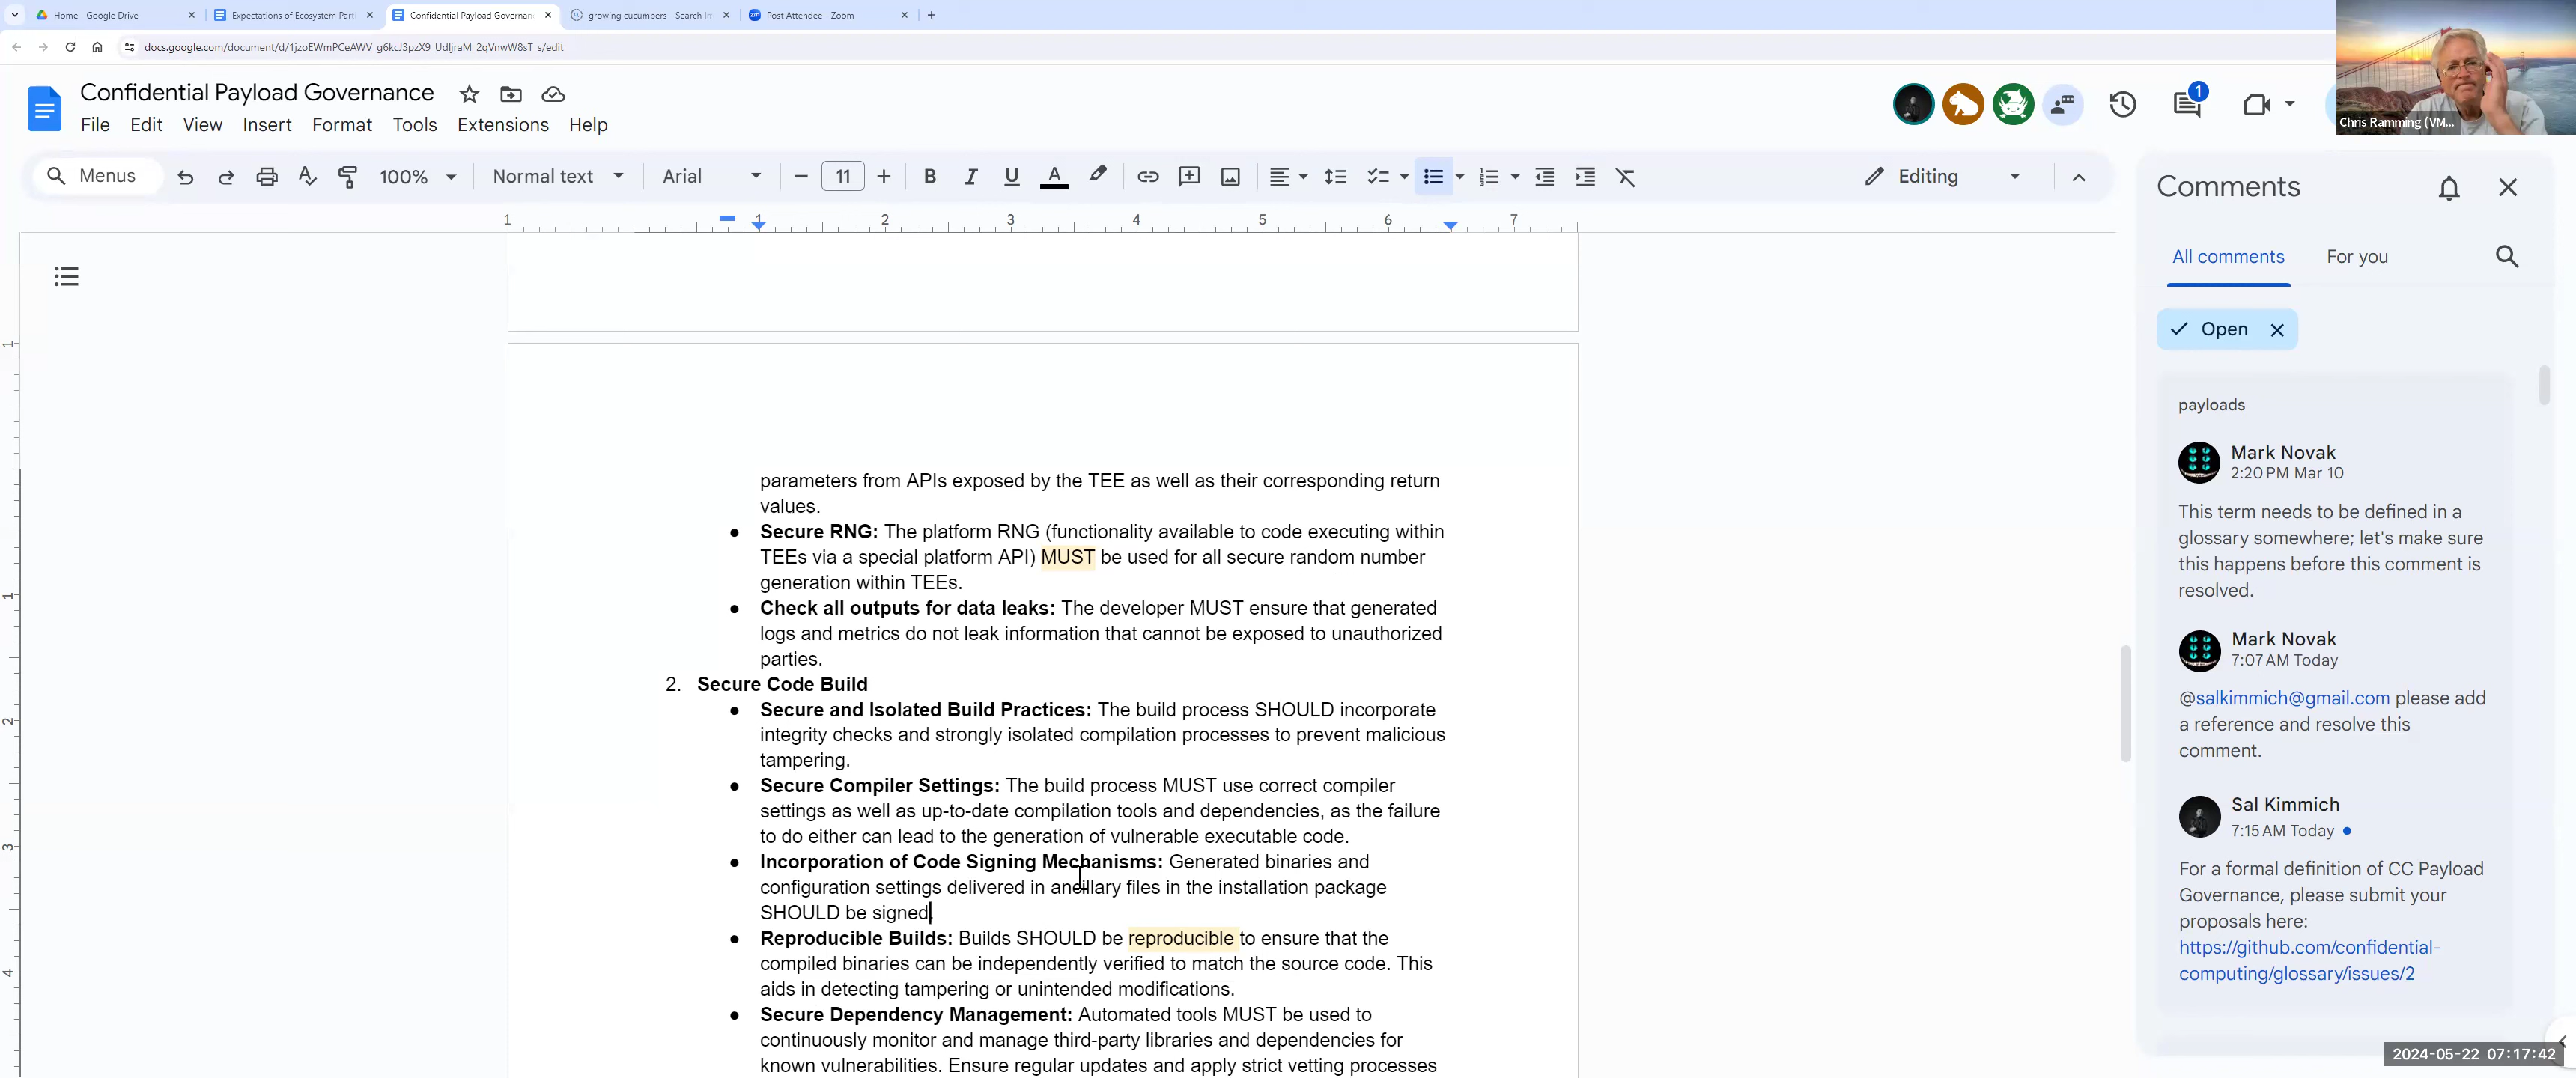 Home - Google Drive
Expectations of Ecosystem Part
Confidential Payload Governanc
growing cucumbers - Search Im
Post Attendee - Zoom
docs.google.com/document/d/1jzoEWmPCeAWV_g6kcJ3pzX9_UdljraM_2qVnwW8sT_s/edit
Confidential Payload Governance
File Edit View Insert Format Tools Extensions Help
1
Chris Ramming (VM...
Menus 100% Normal text Arial 11 Editing
1 1 2 3 4 5 6 7
parameters from APIs exposed by the TEE as well as their corresponding return
values.
● Secure RNG: The platform RNG (functionality available to code executing within
TEEs via a special platform API) MUST be used for all secure random number
generation within TEEs.
● Check all outputs for data leaks: The developer MUST ensure that generated
logs and metrics do not leak information that cannot be exposed to unauthorized
parties.
2. Secure Code Build
● Secure and Isolated Build Practices: The build process SHOULD incorporate
integrity checks and strongly isolated compilation processes to prevent malicious
tampering.
● Secure Compiler Settings: The build process MUST use correct compiler
settings as well as up-to-date compilation tools and dependencies, as the failure
to do either can lead to the generation of vulnerable executable code.
● Incorporation of Code Signing Mechanisms: Generated binaries and
configuration settings delivered in ancillary files in the installation package
SHOULD be signed.
● Reproducible Builds: Builds SHOULD be reproducible to ensure that the
compiled binaries can be independently verified to match the source code. This
aids in detecting tampering or unintended modifications.
● Secure Dependency Management: Automated tools MUST be used to
continuously monitor and manage third-party libraries and dependencies for
known vulnerabilities. Ensure regular updates and apply strict vetting processes
1
1
2
3
4
Comments
All comments For you
Open
payloads
Mark Novak
2:20 PM Mar 10
This term needs to be defined in a
glossary somewhere; let's make sure
this happens before this comment is
resolved.
Mark Novak
7:07 AM Today
@salkimmich@gmail.com please add
a reference and resolve this
comment.
Sal Kimmich
7:15 AM Today
For a formal definition of CC Payload
Governance, please submit your
proposals here:
https://github.com/confidential-
computing/glossary/issues/2
2024-05-22 07:17:42